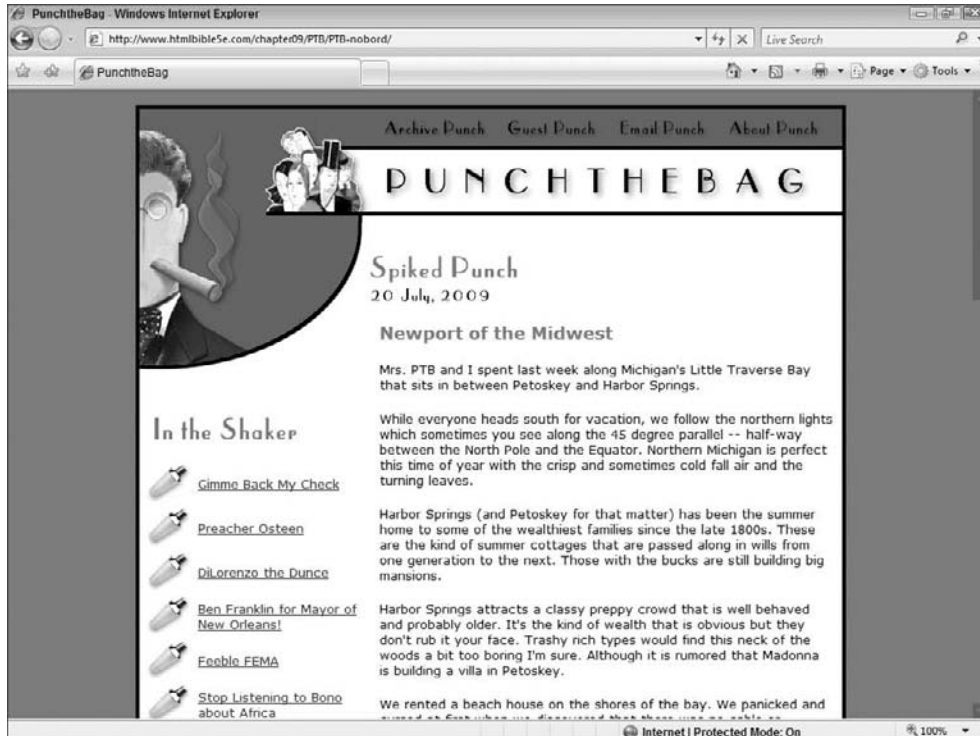 PunchtheBag - Windows Internet Explorer
http://www.htmlbible5e.com/chapter09/PTB/PTB-nobord/
Live Search
PunchtheBag
Page
Tools
Archive Punch Guest Punch Email Punch About Punch
PUNCHTHEBAG
Spiked Punch
20 July, 2009
Newport of the Midwest
Mrs. PTB and I spent last week along Michigan's Little Traverse Bay
that sits in between Petoskey and Harbor Springs.
While everyone heads south for vacation, we follow the northern lights
which sometimes you see along the 45 degree parallel -- half-way
between the North Pole and the Equator. Northern Michigan is perfect
this time of year with the crisp and sometimes cold fall air and the
turning leaves.
Harbor Springs (and Petoskey for that matter) has been the summer
home to some of the wealthiest families since the late 1800s. These
are the kind of summer cottages that are passed along in wills from
one generation to the next. Those with the bucks are still building big
mansions.
Harbor Springs attracts a classy preppy crowd that is well behaved
and probably older. It's the kind of wealth that is obvious but they
don't rub it your face. Trashy rich types would find this neck of the
woods a bit too boring I'm sure. Although it is rumored that Madonna
is building a villa in Petoskey.
We rented a beach house on the shores of the bay. We panicked and
In the Shaker
Gimme Back My Check
Preacher Osteen
DiLorenzo the Dunce
Ben Franklin for Mayor of
New Orleans!
Feeble FEMA
Stop Listening to Bono
about Africa
Internet | Protected Mode: On
100%